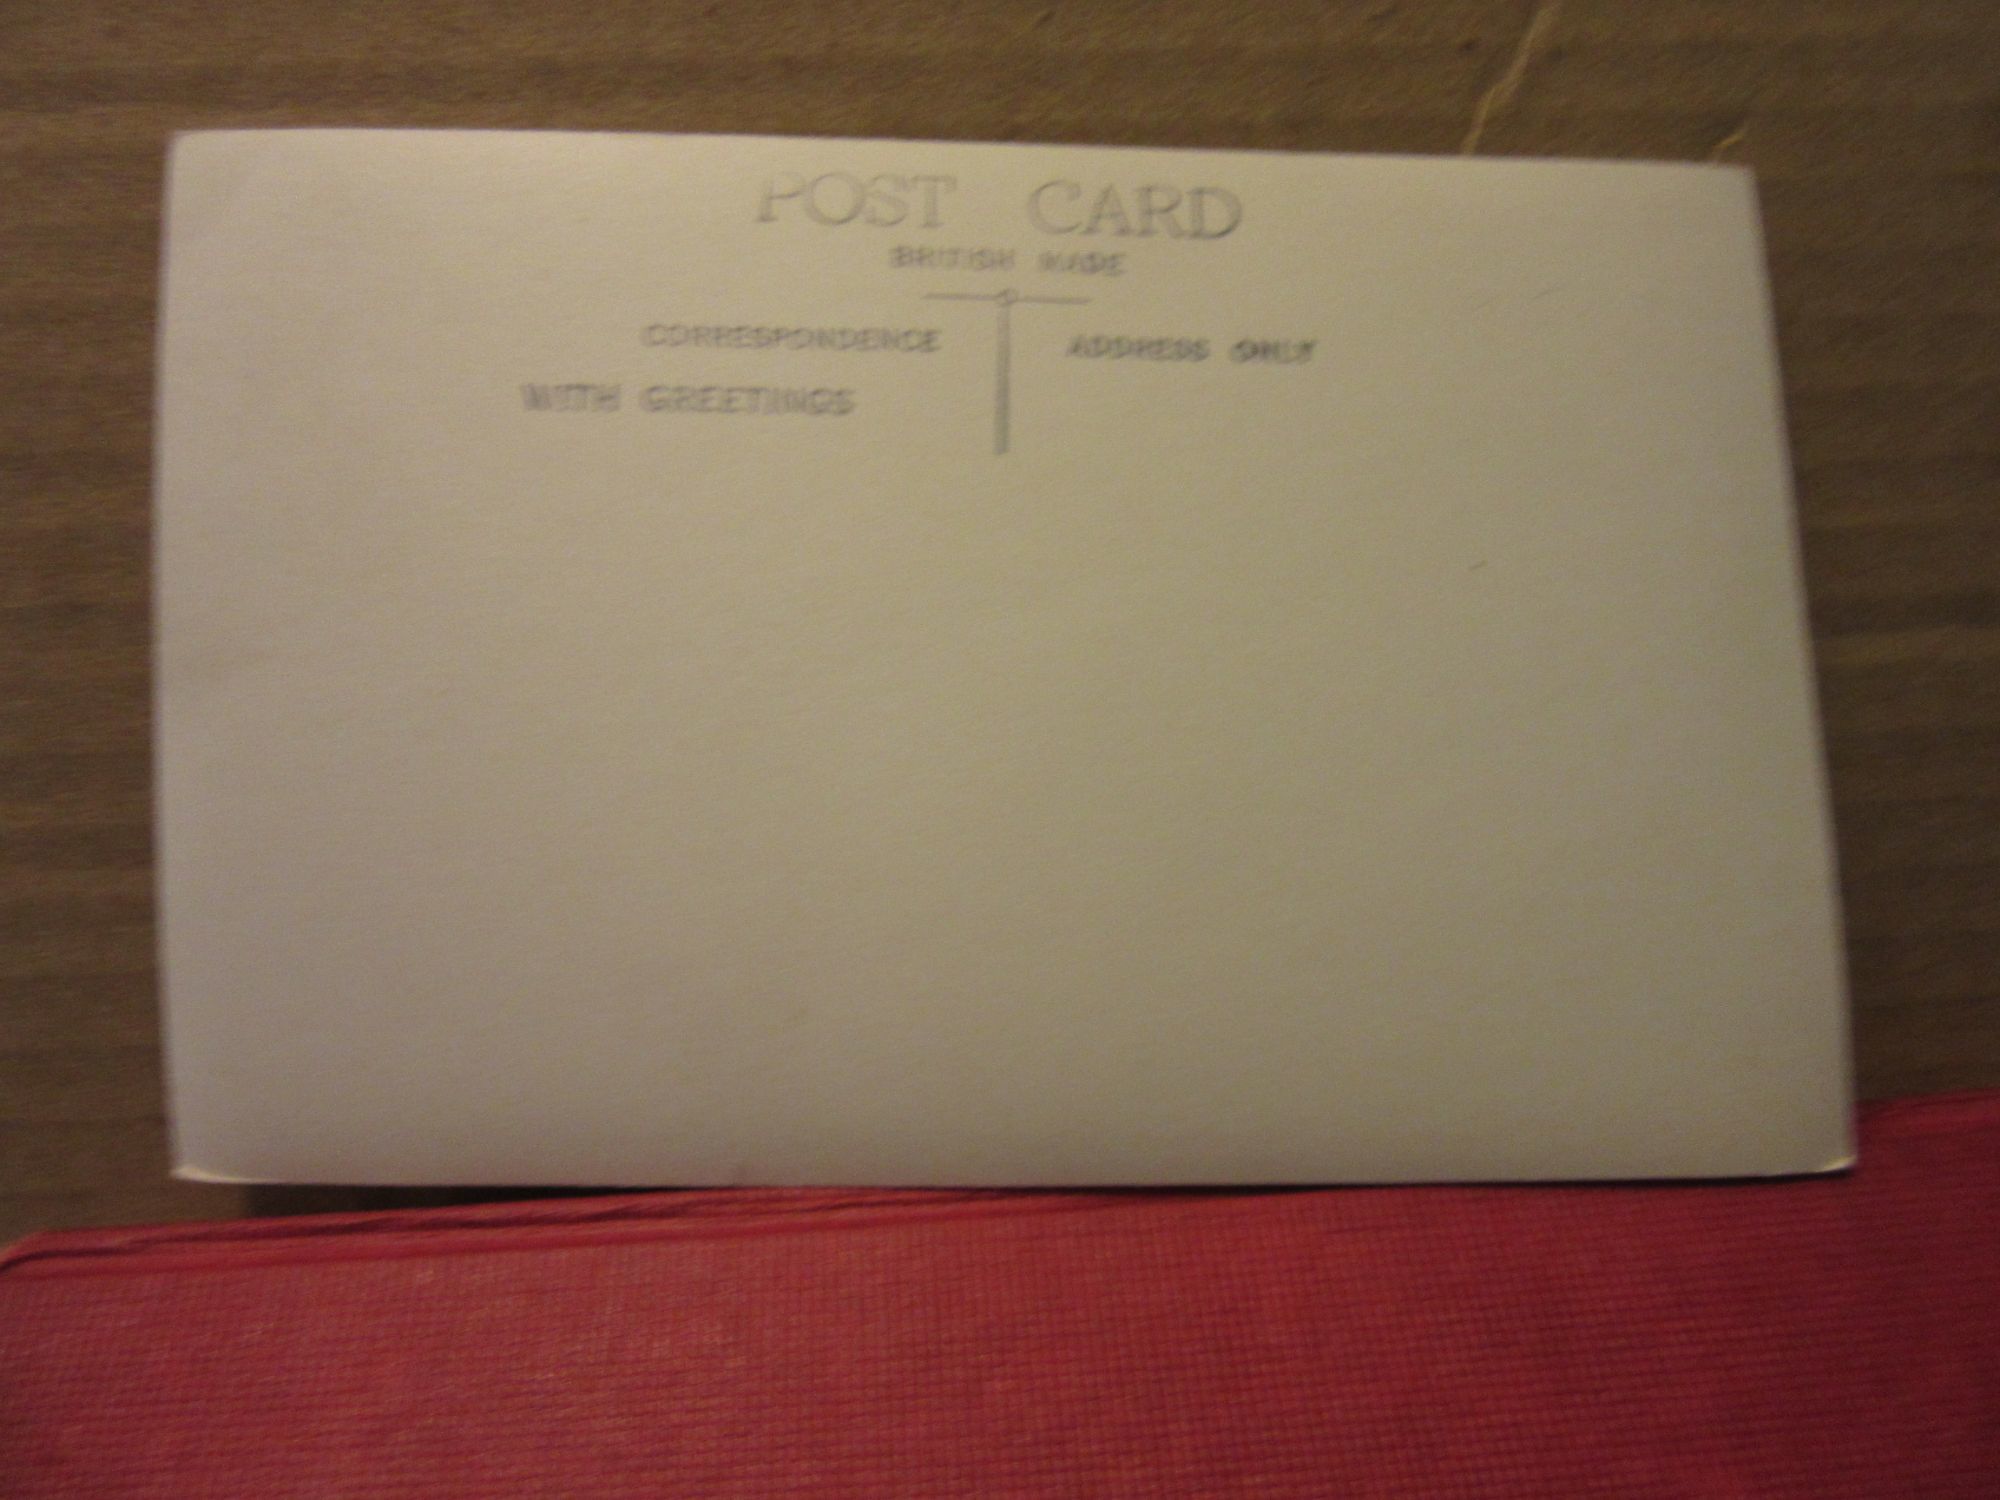 POST CARD
BRITISH MADE
CORRESPONDENCE ADDRESS ONLY
WITH GREETINGS